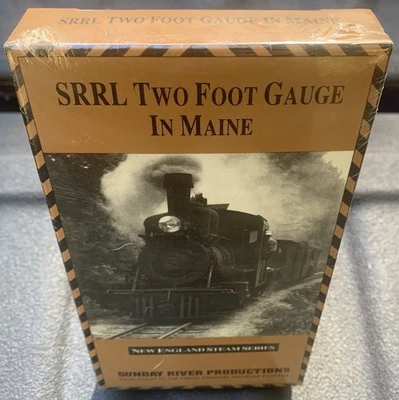 SRRL TWO FOOT GAUGE IN MAINE
SRRL TWO FOOT GAUGE
IN MAINE
NEW ENGLAND STEAM SERIES
SUNDAY RIVER PRODUCTIONS